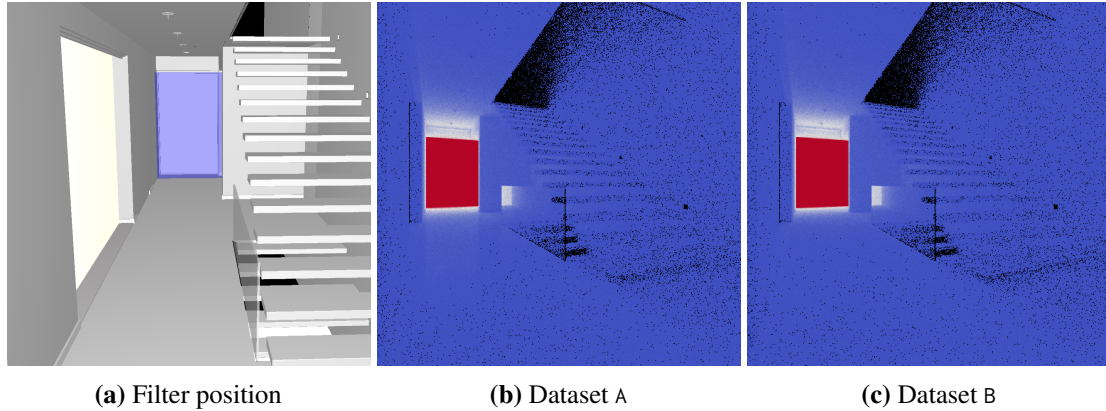 (a) Filter position
(b) Dataset A
(c) Dataset B